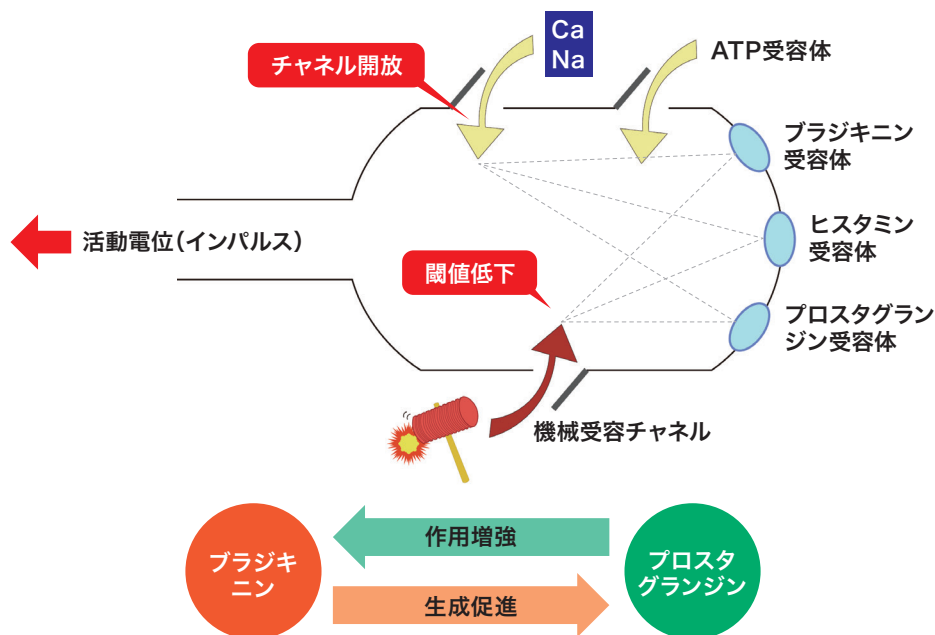 Ca
Na
チャネル開放
ATP受容体
ブラジキニン
受容体
ヒスタミン
受容体
活動電位（インパルス）
閾値低下
プロスタグラン
ジン受容体
機械受容チャネル
ブラジキ
ニン
作用増強
生成促進
プロスタ
グランジン